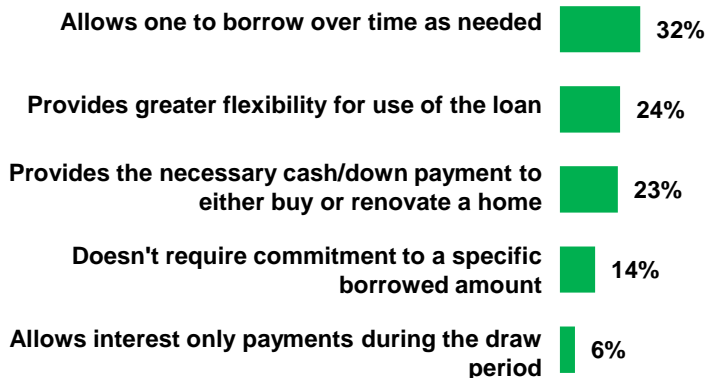 Allows one to borrow over time as needed 32%
Provides greater flexibility for use of the loan 24%
Provides the necessary cash/down payment to
either buy or renovate a home 23%
Doesn't require commitment to a specific
borrowed amount 14%
Allows interest only payments during the draw
period 6%